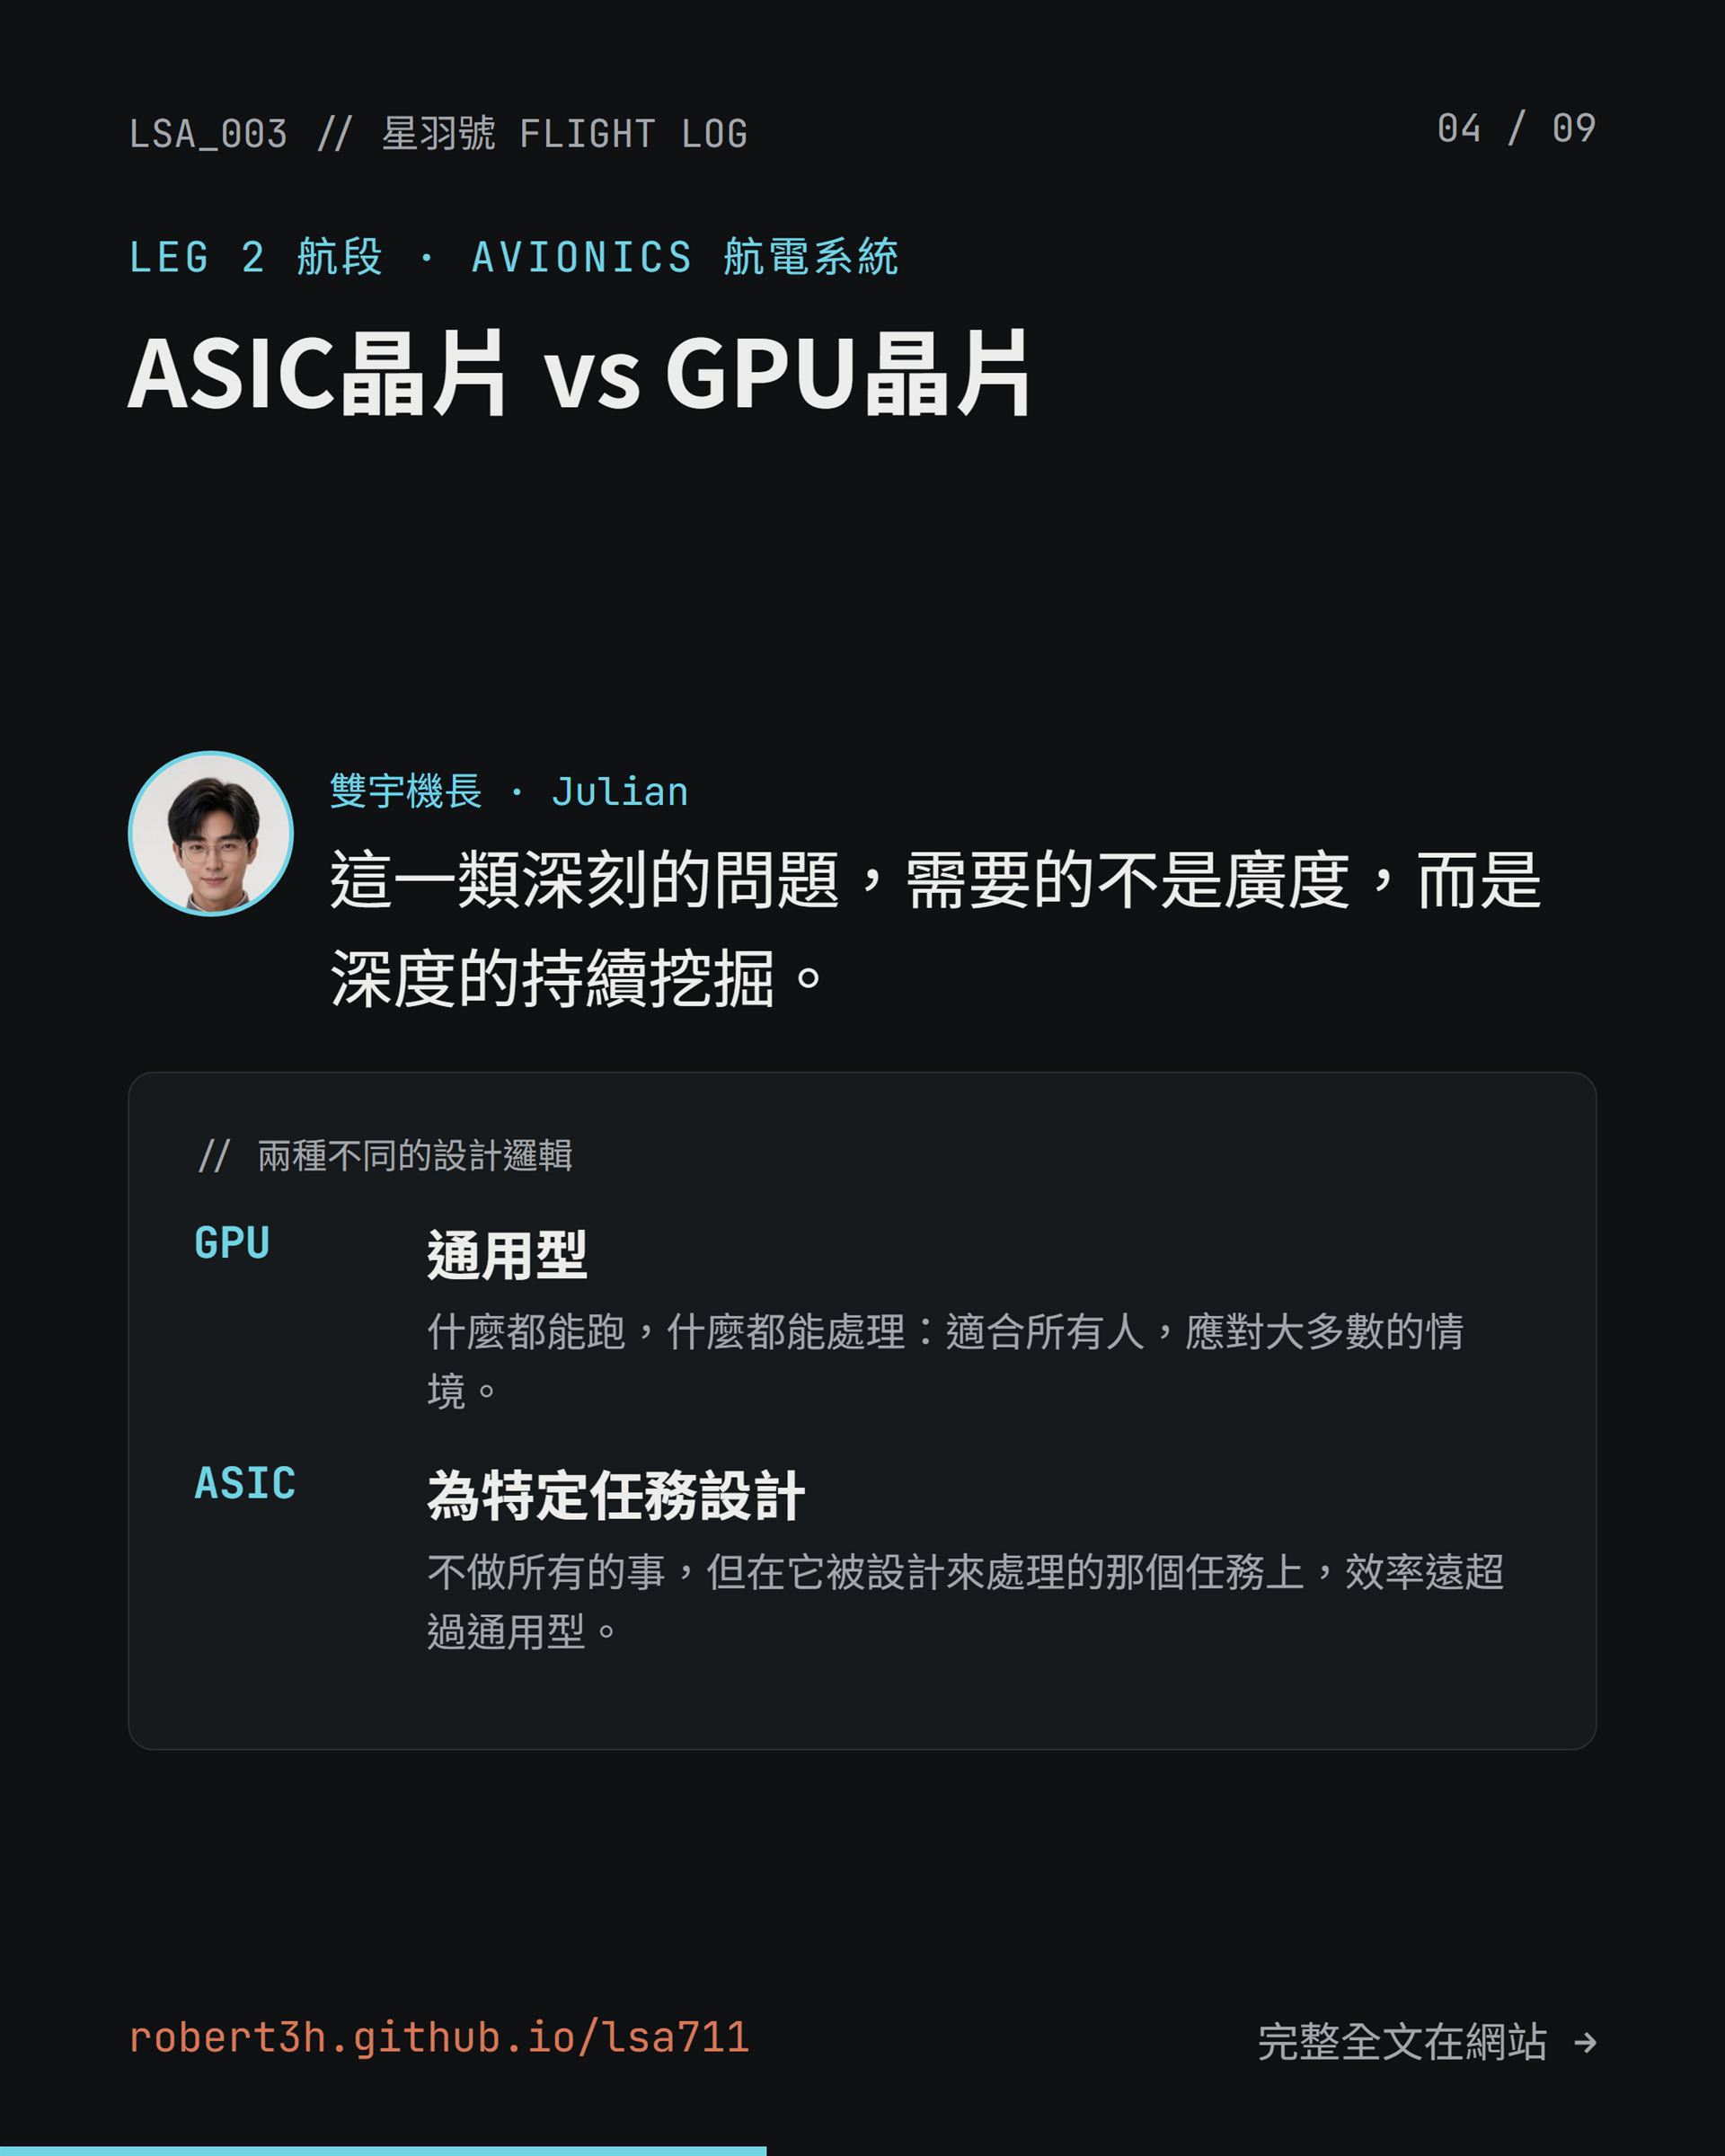 LSA_003 // 星羽號 FLIGHT LOG
04 / 09
LEG 2 航段 · AVIONICS 航電系統
ASIC晶片 vs GPU晶片
雙宇機長 · Julian
這一類深刻的問題，需要的不是廣度，而是
深度的持續挖掘。
// 兩種不同的設計邏輯
GPU
通用型
什麼都能跑，什麼都能處理：適合所有人，應對大多數的情
境。
ASIC
為特定任務設計
不做所有的事，但在它被設計來處理的那個任務上，效率遠超
過通用型。
robert3h.github.io/lsa711
完整全文在網站 →